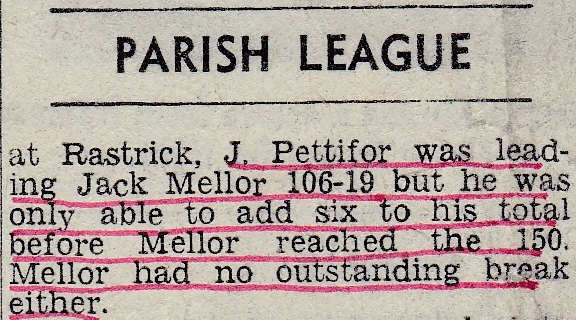 PARISH LEAGUE
at Rastrick, J. Pettifor was lead-
ing Jack Mellor 106-19 but he was
only able to add six to his total
before Mellor reached the 150.
Mellor had no outstanding break
either.